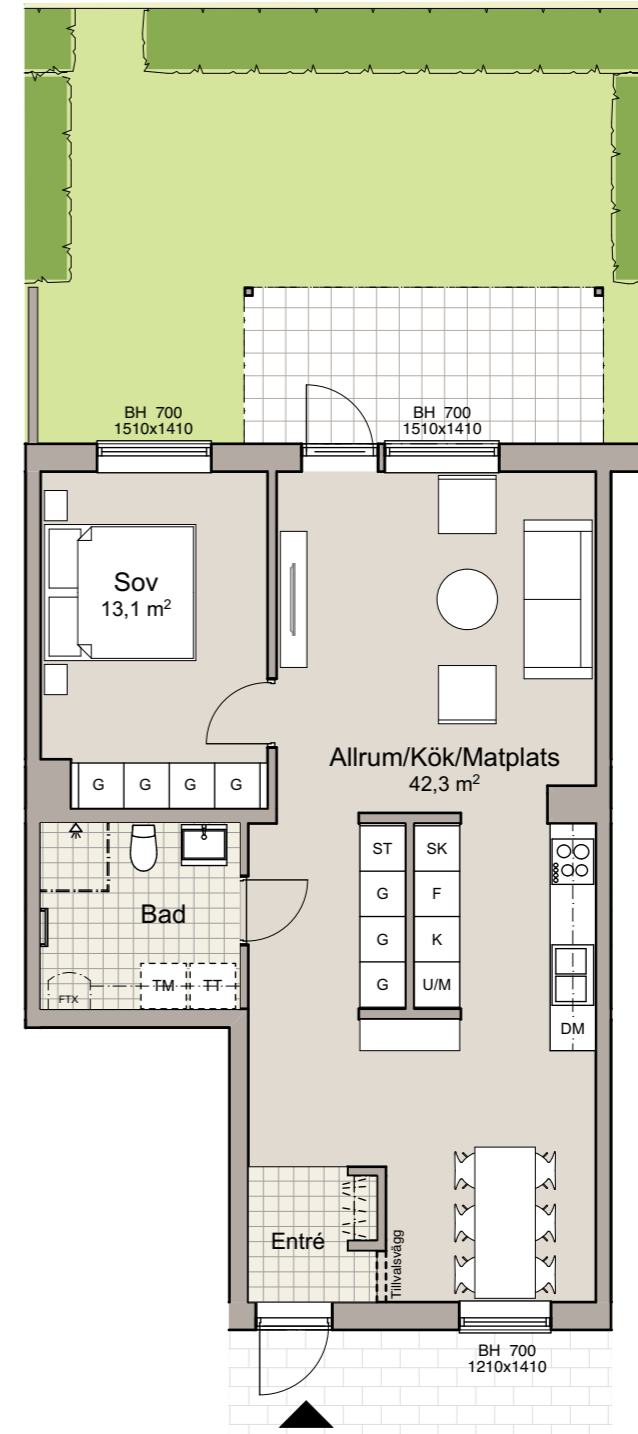 BH 700
1510x1410
BH 700
1510x1410
Sov
13,1 m²
Allrum/Kök/Matplats
42,3 m²
G G G G
ST SK
G F
G K
G U/M
Bad
FTX
TM TT
DM
Entré
Tillvalsvägg
BH 700
1210x1410